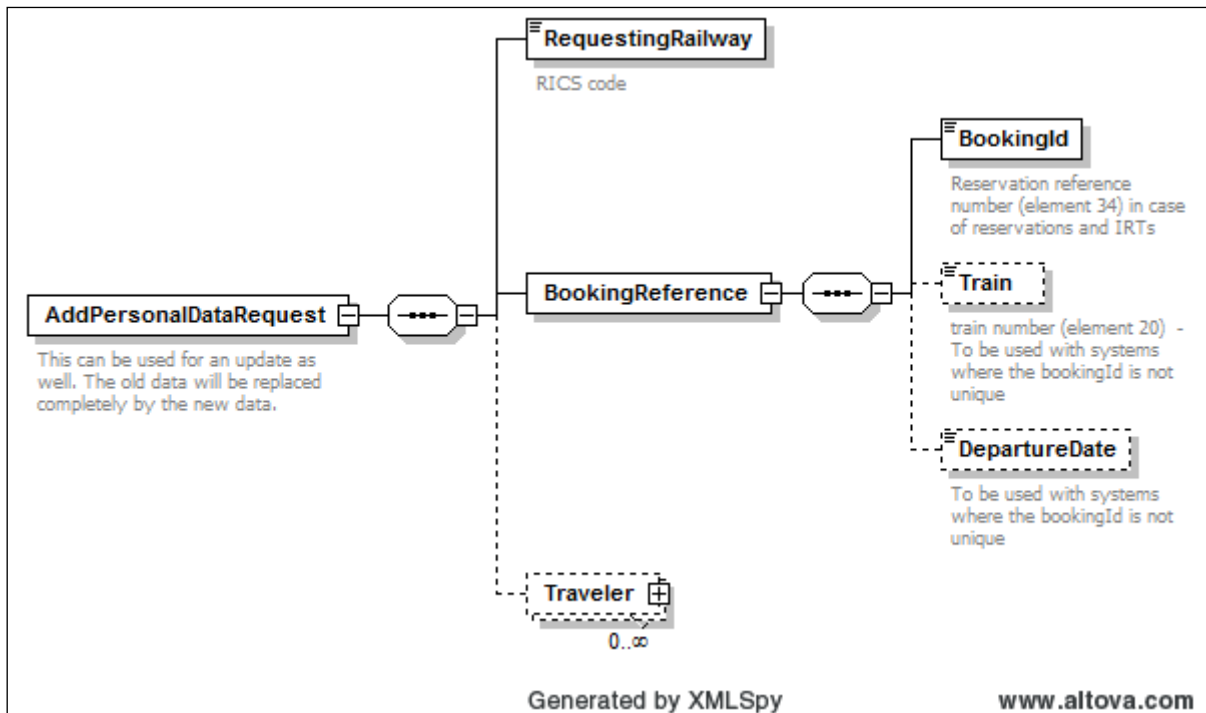 RequestingRailway
RICS code
BookingId
Reservation reference
number (element 34) in case
of reservations and IRTs
BookingReference
Train
AddPersonalDataRequest
train number (element 20)  -
To be used with systems
where the bookingId is not
unique
This can be used for an update as
well. The old data will be replaced
completely by the new data.
DepartureDate
To be used with systems
where the bookingId is not
unique
Traveler
0..∞
Generated by XMLSpy
www.altova.com